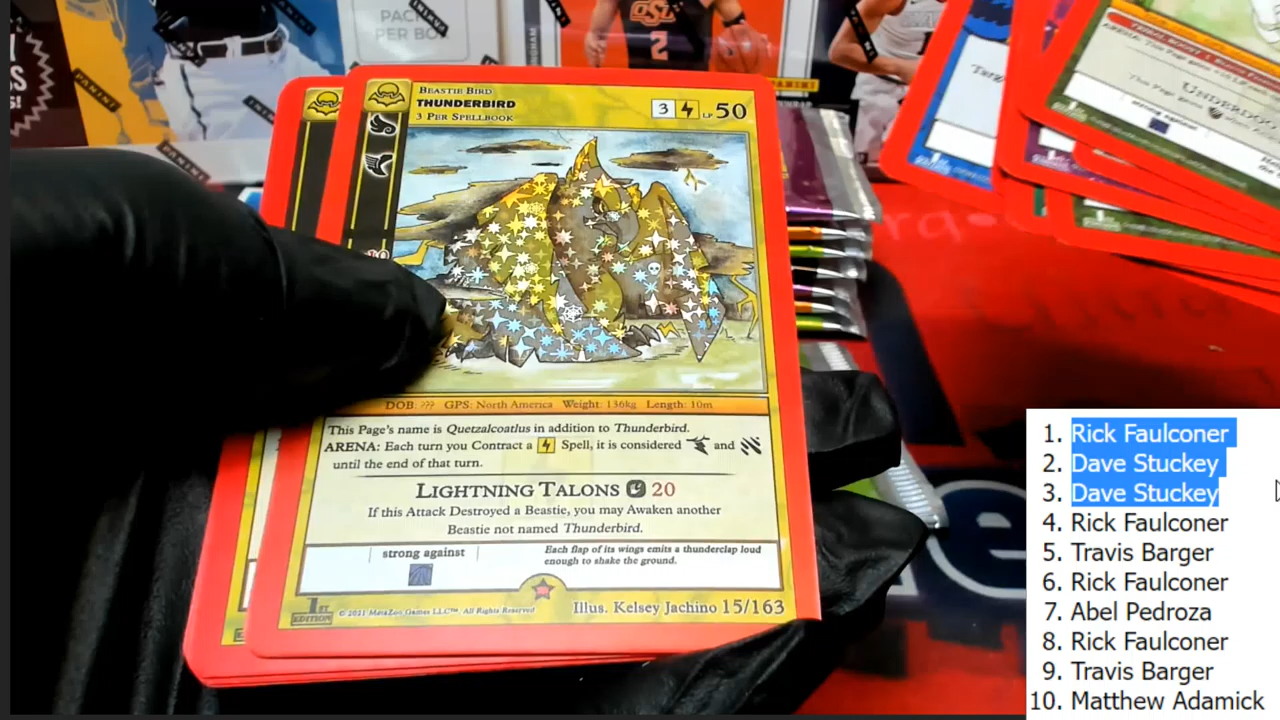 PACK
PER BOX
PANINI
PANINI
PANINI
PANINI
OSU
2
BEASTIE BIRD
THUNDERBIRD
3 PER SPELLBOOK
3
LP 50
DOB: ??? GPS: North America Weight: 136kg Length: 10m
This Page's name is Quetzalcoatlus in addition to Thunderbird.
ARENA: Each turn you Contract a Spell, it is considered and
until the end of that turn.
LIGHTNING TALONS 20
If this Attack Destroyed a Beastie, you may Awaken another
Beastie not named Thunderbird.
strong against
Each flap of its wings emits a thunderclap loud
enough to shake the ground.
1ST
EDITION
© 2021 MetaZoo Games LLC™. All Rights Reserved
Illus. Kelsey Jachino 15/163
UNDERDOG
strong against
1. Rick Faulconer
2. Dave Stuckey
3. Dave Stuckey
4. Rick Faulconer
5. Travis Barger
6. Rick Faulconer
7. Abel Pedroza
8. Rick Faulconer
9. Travis Barger
10. Matthew Adamick